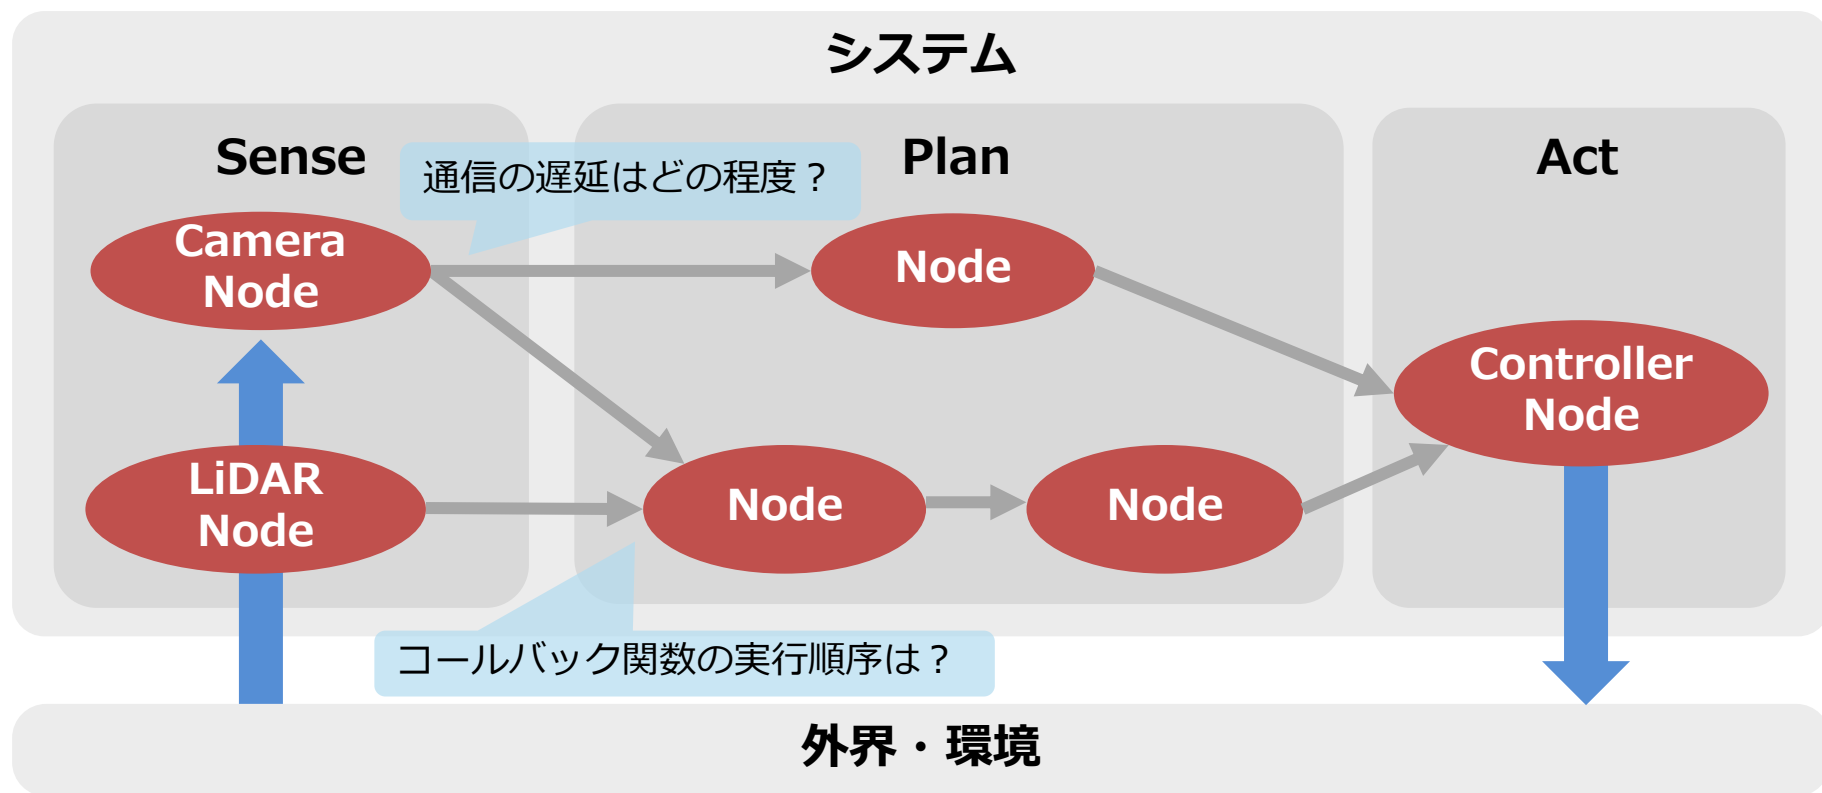 システム
Sense
通信の遅延はどの程度？
Plan
Act
Camera
Node
Node
Controller
Node
LiDAR
Node
Node
Node
コールバック関数の実行順序は？
外界・環境